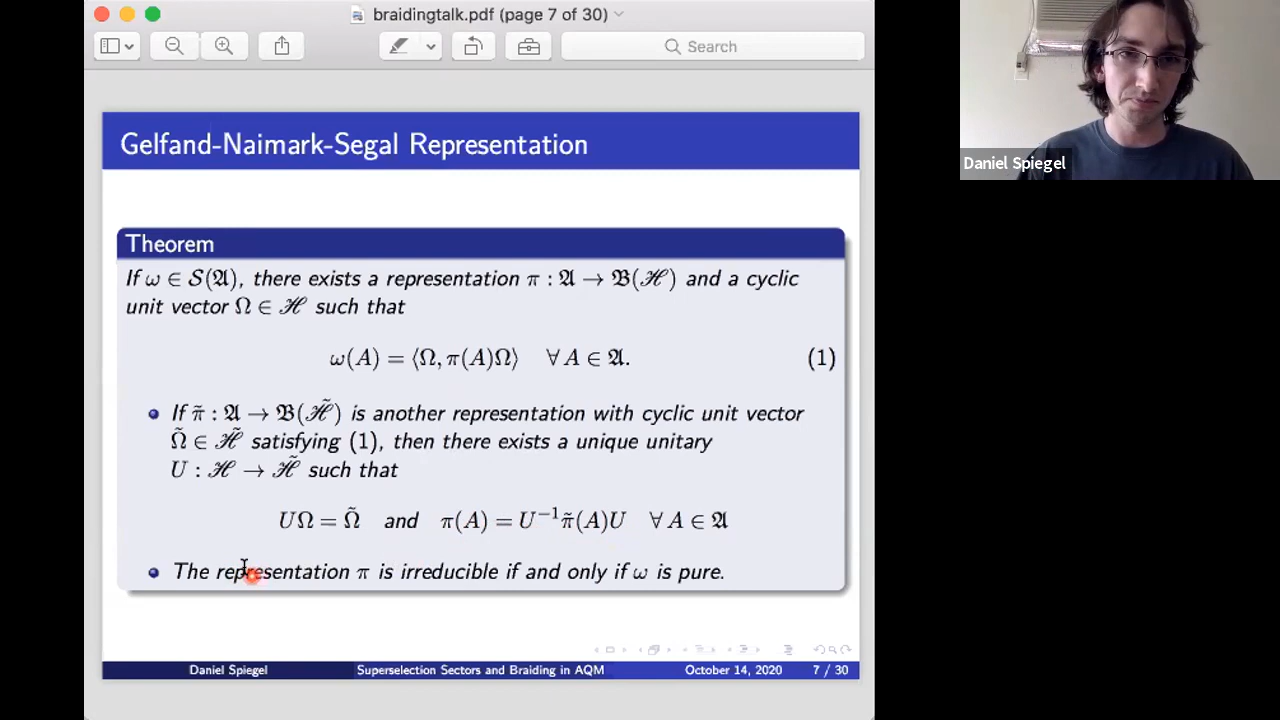 braidingtalk.pdf (page 7 of 30)
Search
Gelfand-Naimark-Segal Representation
Theorem
If ω ∈ 𝒮(𝔄), there exists a representation π : 𝔄 → 𝔅(ℋ) and a cyclic
unit vector Ω ∈ ℋ such that
ω(A) = ⟨Ω, π(A)Ω⟩ ∀ A ∈ 𝔄. (1)
If π̃ : 𝔄 → 𝔅(ℋ̃) is another representation with cyclic unit vector
Ω̃ ∈ ℋ̃ satisfying (1), then there exists a unique unitary
U : ℋ → ℋ̃ such that
UΩ = Ω̃ and π(A) = U⁻¹π̃(A)U ∀ A ∈ 𝔄
The representation π is irreducible if and only if ω is pure.
Daniel Spiegel Superselection Sectors and Braiding in AQM October 14, 2020 7 / 30
Daniel Spiegel